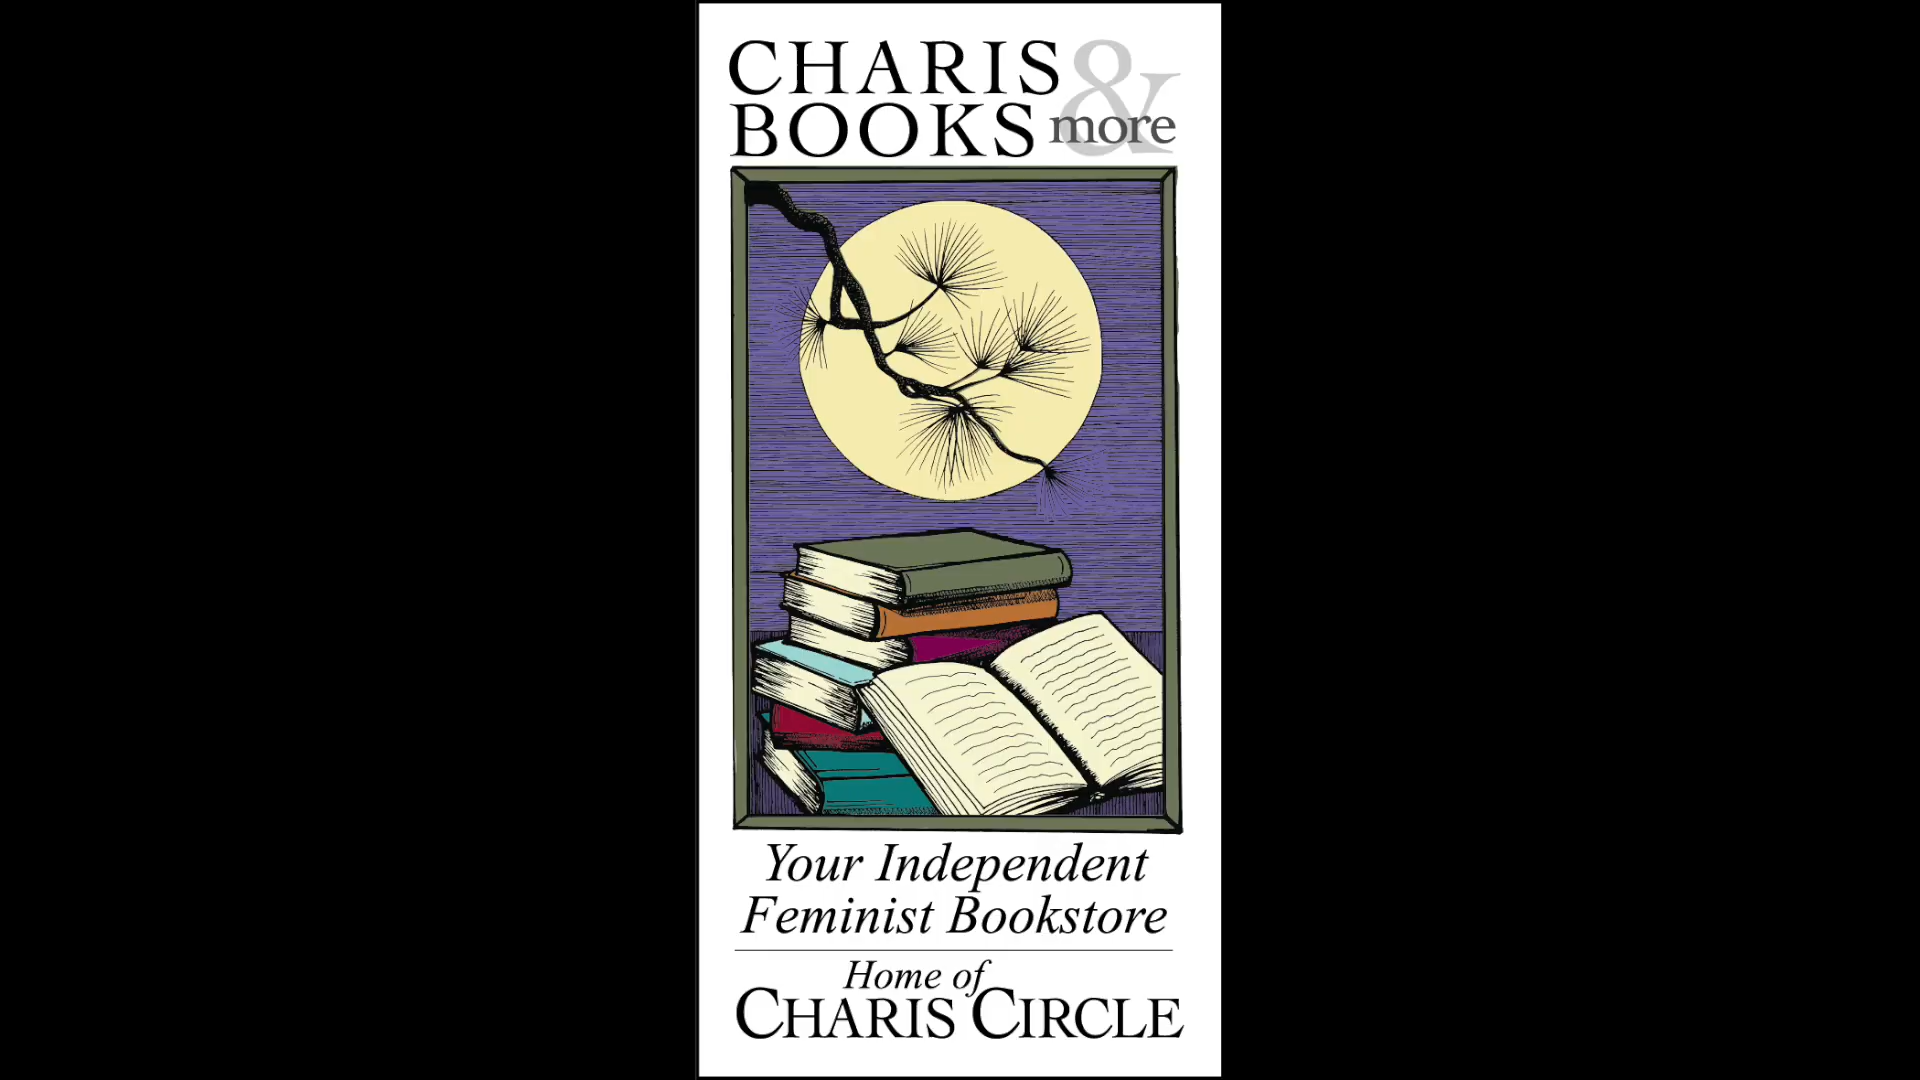 CHARIS &
BOOKS more
Your Independent
Feminist Bookstore
Home of
CHARIS CIRCLE